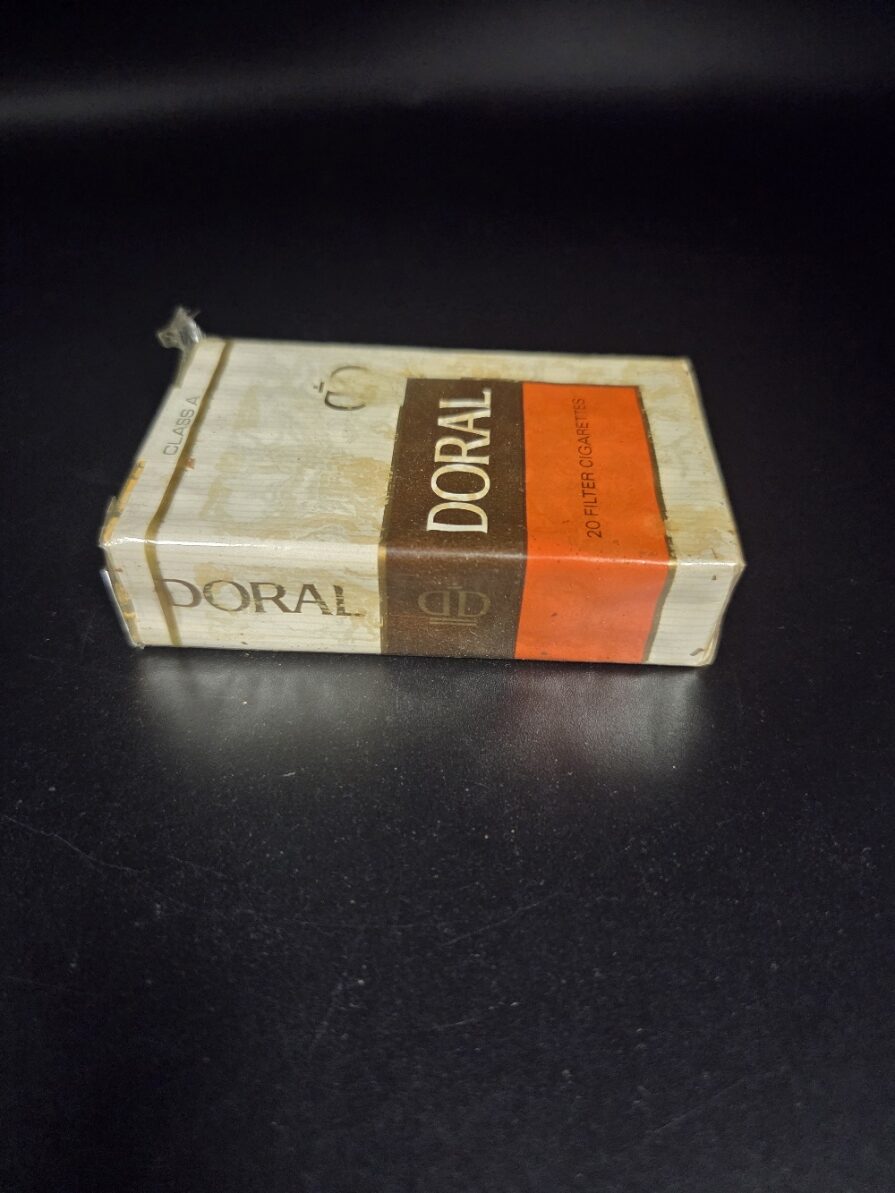 CLASS A
DORAL
20 FILTER CIGARETTES
DORAL